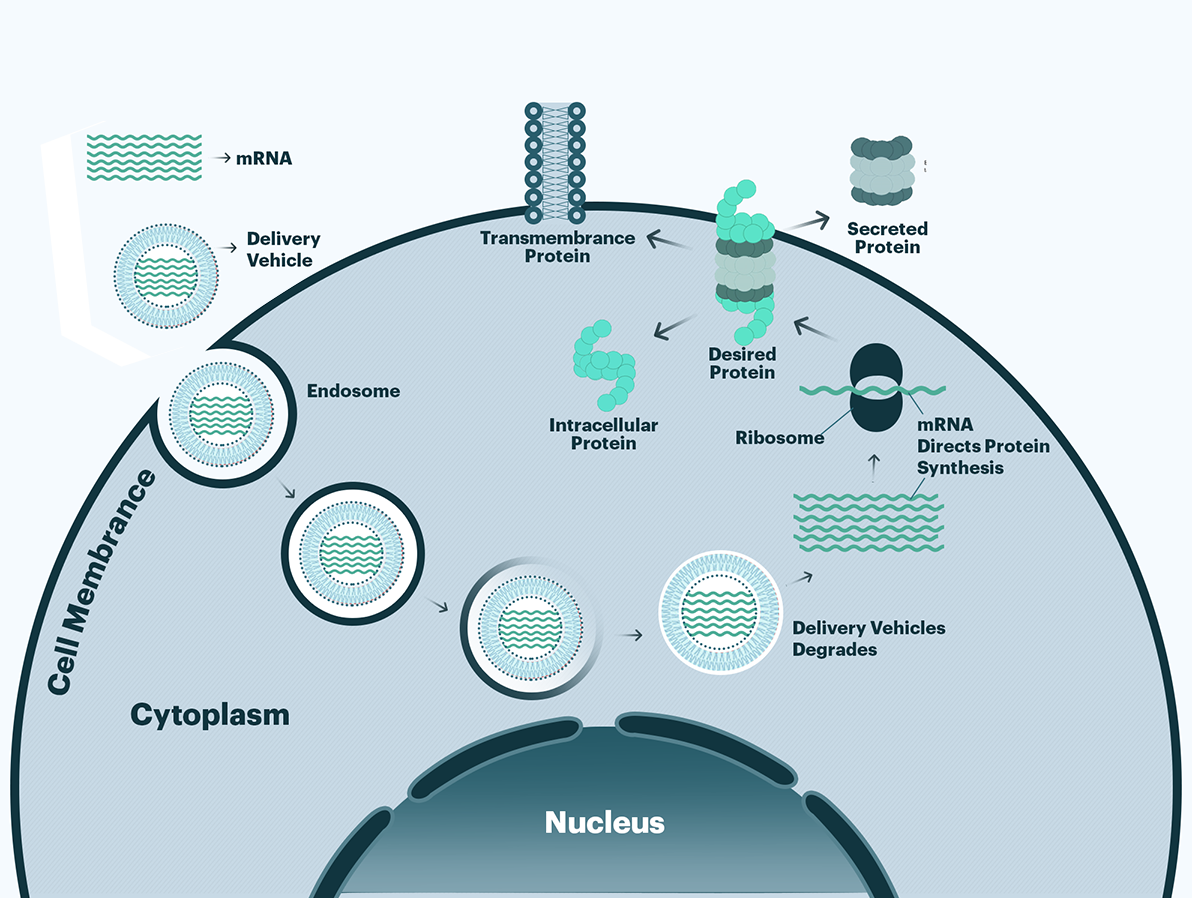 mRNA
Delivery
Vehicle
Transmembrance
Protein
Secreted
Protein
Desired
Protein
Endosome
Intracellular
Protein
Ribosome
mRNA
Directs Protein
Synthesis
Cell Membrance
Delivery Vehicles
Degrades
Cytoplasm
Nucleus